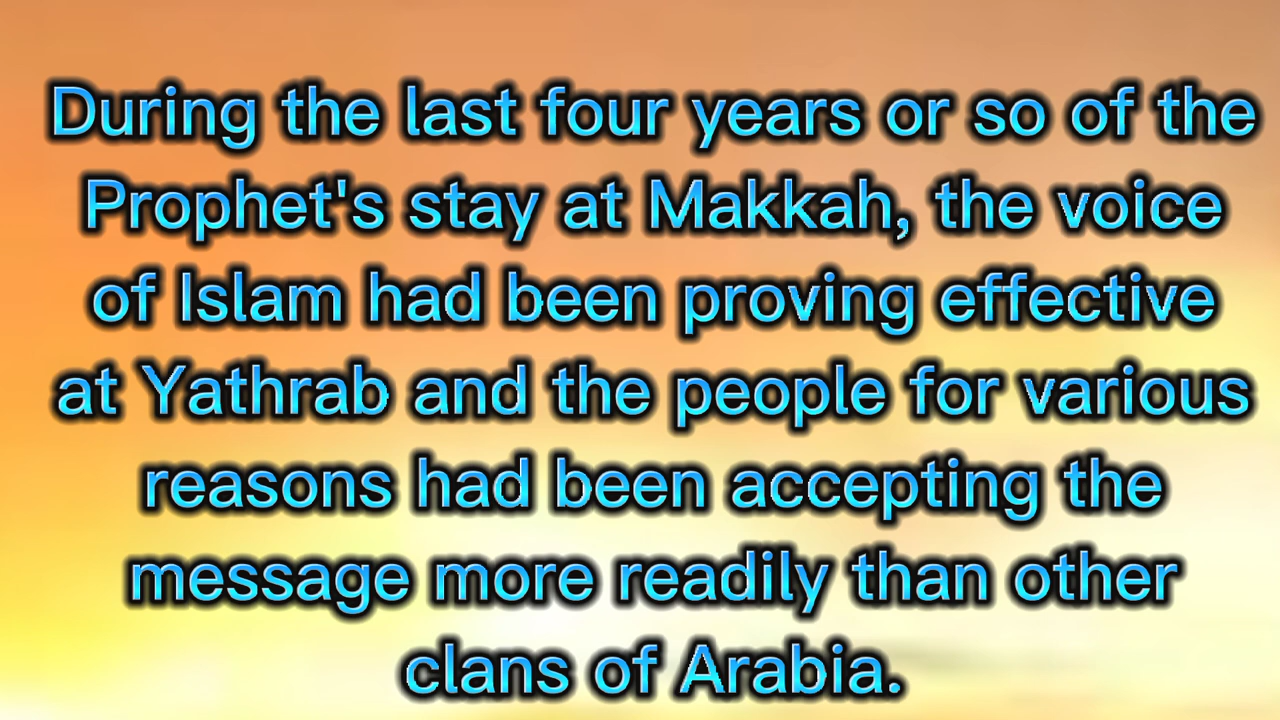 During the last four years or so of the
Prophet's stay at Makkah, the voice
of Islam had been proving effective
at Yathrab and the people for various
reasons had been accepting the
message more readily than other
clans of Arabia.